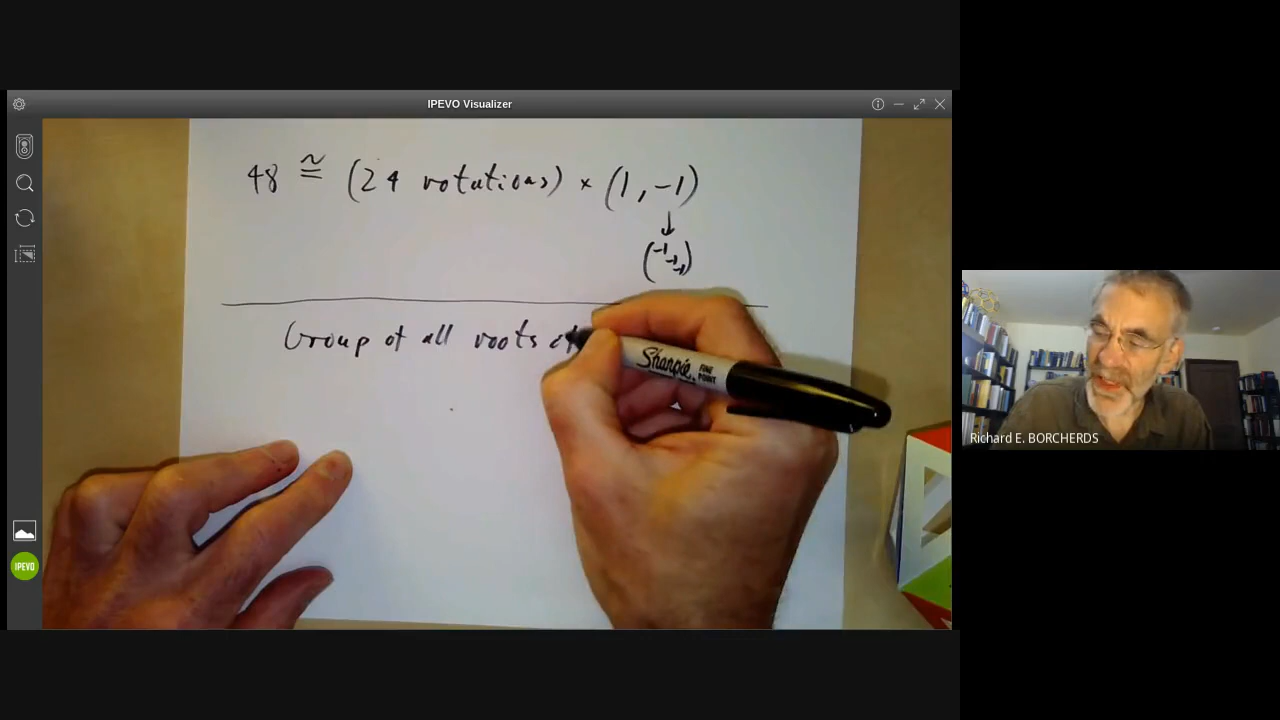 IPEVO Visualizer
48 ≅ (24 rotations) × (1, -1)
↓
(-1 -1 -1)
Group of all roots of
Sharpie. FINE POINT
Richard E. BORCHERDS
IPEVO